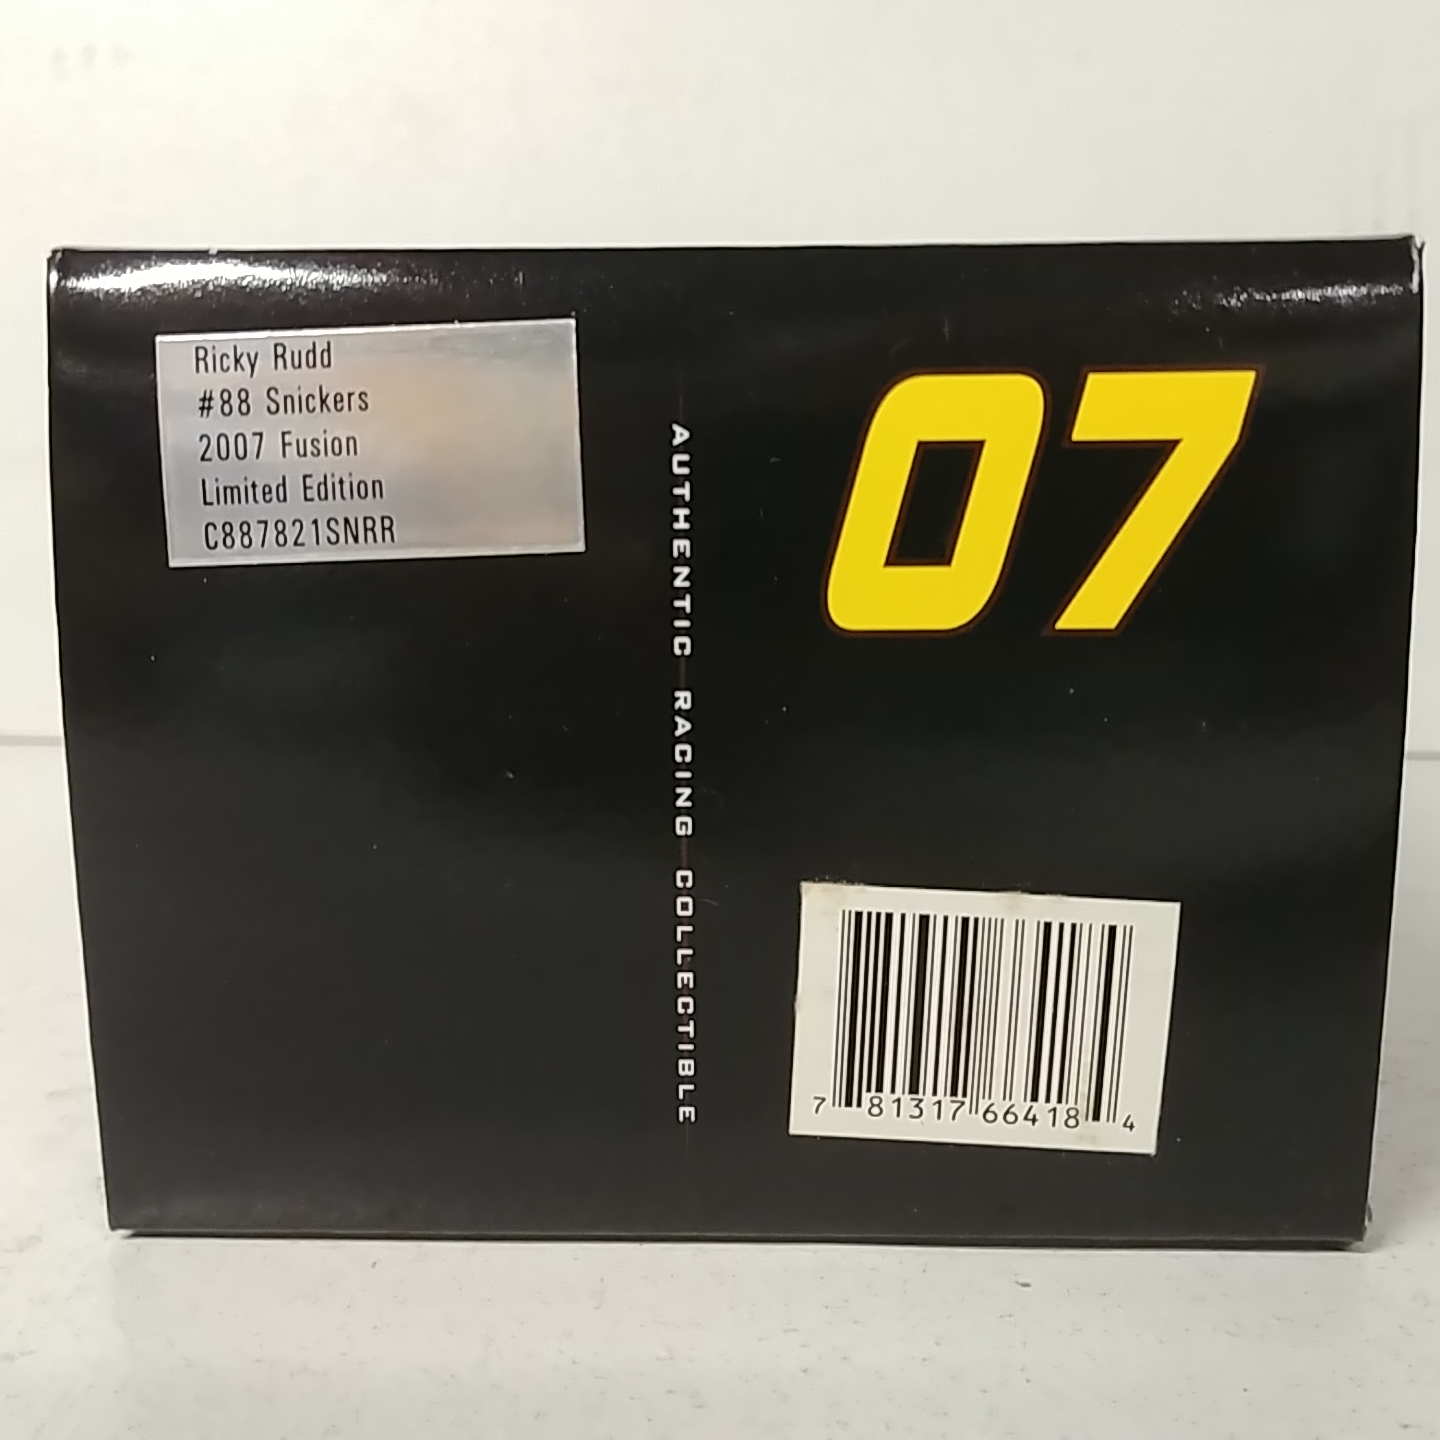 Ricky Rudd
#88 Snickers
2007 Fusion
Limited Edition
C887821SNRR
AUTHENTIC RACING COLLECTIBLE
07
7 81317 66418 4